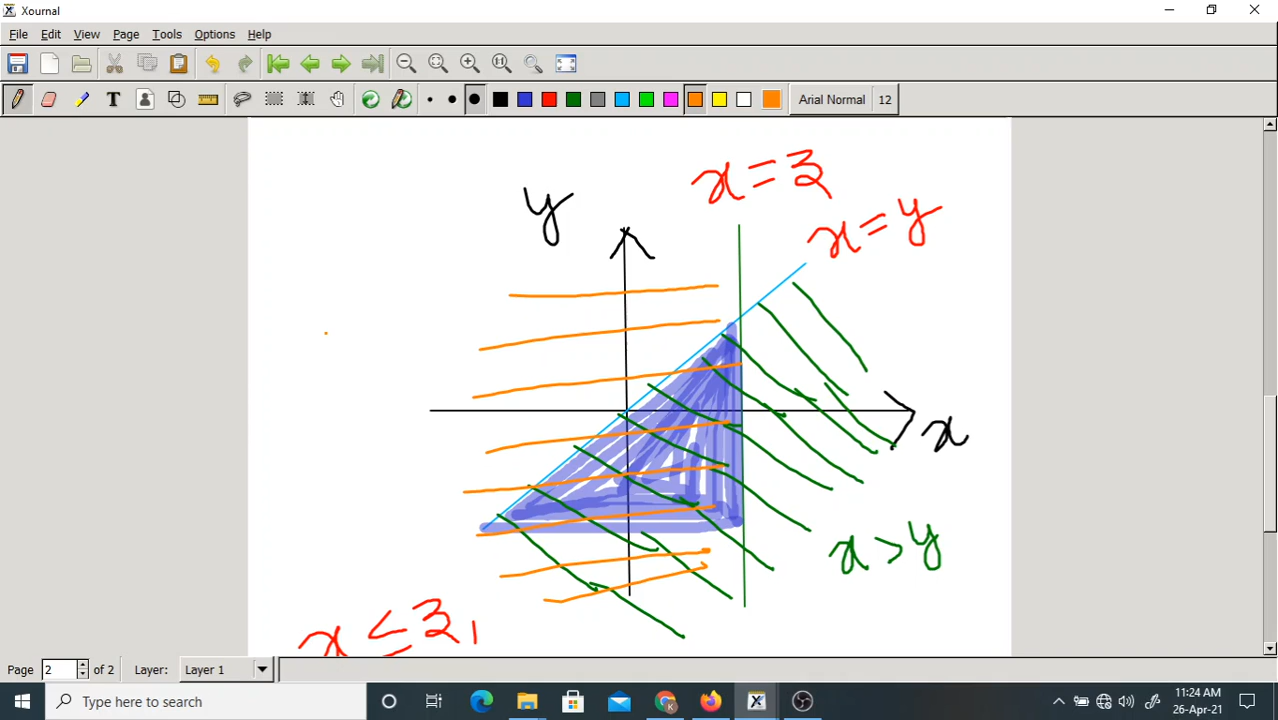 Xournal
File Edit View Page Tools Options Help
Arial Normal 12
x = 3
y
x = y
x
x > y
x ≤ 3,
Page 2 of 2 Layer: Layer 1
Type here to search
11:24 AM
26-Apr-21